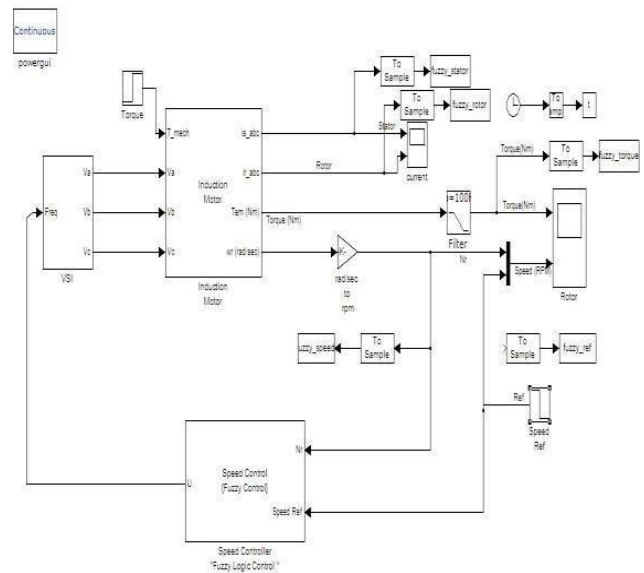 Continuous
powergui
Torque
To
Sample
fuzzy_stator
To
Sample
fuzzy_rotor
Stator
current
To
t
Torque(Nm)
To
Sample
fuzzy_torque
T_mech
is_abc
Va
Va
Induction
Motor
ir_abc
Rotor
Freq
Vb
Vb
Tem (Nm)
Torque (Nm)
Filter
Torque(Nm)
Vc
Vc
wr (rad/sec)
VSI
Induction
Motor
rad/sec
to
rpm
Nr
Speed (RPM)
Rotor
uzzy_speed
To
Sample
To
Sample
fuzzy_ref
Ref
Speed
Ref
Nr
Speed Control
U
Speed Ref
Speed Controller
"Fuzzy Logic Control "